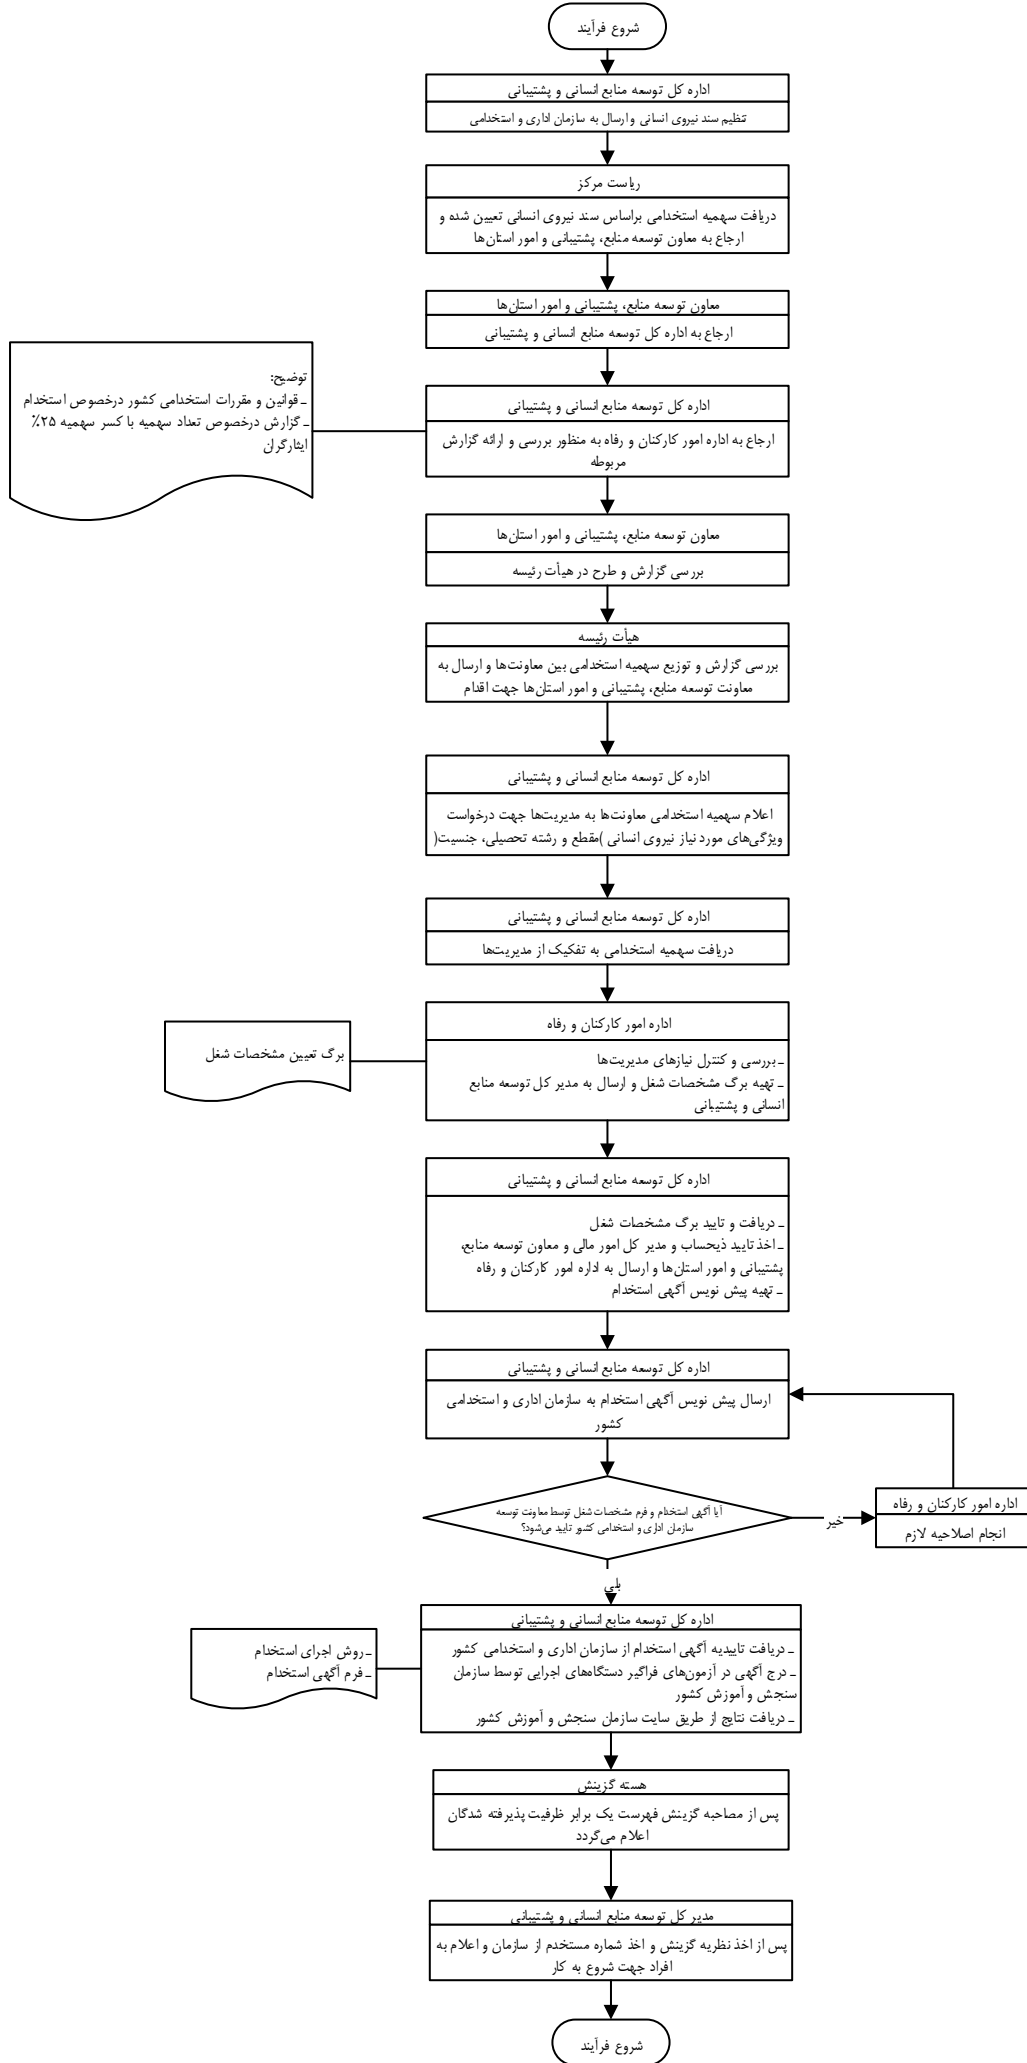 شروع فرآیند
اداره کل توسعه منابع انسانی و پشتیبانی
تنظیم سند نیروی انسانی و ارسال به سازمان اداری و استخدامی
ریاست مرکز
دریافت سهمیه استخدامی براساس سند نیروی انسانی تعیین شده و
ارجاع به معاون توسعه منابع، پشتیبانی و امور استان‌ها
معاون توسعه منابع، پشتیبانی و امور استان‌ها
ارجاع به اداره کل توسعه منابع انسانی و پشتیبانی
توضیح:
ـ قوانین و مقررات استخدامی کشور درخصوص استخدام
ـ گزارش درخصوص تعداد سهمیه با کسر سهمیه ۲۵٪
ایثارگران
اداره کل توسعه منابع انسانی و پشتیبانی
ارجاع به اداره امور کارکنان و رفاه به منظور بررسی و ارائه گزارش
مربوطه
معاون توسعه منابع، پشتیبانی و امور استان‌ها
بررسی گزارش و طرح در هیأت رئیسه
هیأت رئیسه
بررسی گزارش و توزیع سهمیه استخدامی بین معاونت‌ها و ارسال به
معاونت توسعه منابع، پشتیبانی و امور استان‌ها جهت اقدام
اداره کل توسعه منابع انسانی و پشتیبانی
اعلام سهمیه استخدامی معاونت‌ها به مدیریت‌ها جهت درخواست
ویژگی‌های مورد نیاز نیروی انسانی )مقطع و رشته تحصیلی، جنسیت(
اداره کل توسعه منابع انسانی و پشتیبانی
دریافت سهمیه استخدامی به تفکیک از مدیریت‌ها
اداره امور کارکنان و رفاه
ـ بررسی و کنترل نیازهای مدیریت‌ها
ـ تهیه برگ مشخصات شغل و ارسال به مدیر کل توسعه منابع
انسانی و پشتیبانی
برگ تعیین مشخصات شغل
اداره کل توسعه منابع انسانی و پشتیبانی
ـ دریافت و تایید برگ مشخصات شغل
ـ اخذ تایید ذیحساب و مدیر کل امور مالی و معاون توسعه منابع،
پشتیبانی و امور استان‌ها و ارسال به اداره امور کارکنان و رفاه
ـ تهیه پیش نویس آگهی استخدام
اداره کل توسعه منابع انسانی و پشتیبانی
ارسال پیش نویس آگهی استخدام به سازمان اداری و استخدامی
کشور
آیا آگهی استخدام و فرم مشخصات شغل توسط معاونت توسعه
سازمان اداری و استخدامی کشور تایید می‌شود؟
خیر
اداره امور کارکنان و رفاه
انجام اصلاحیه لازم
بلی
اداره کل توسعه منابع انسانی و پشتیبانی
ـ دریافت تاییدیه آگهی استخدام از سازمان اداری و استخدامی کشور
ـ درج آگهی در آزمون‌های فراگیر دستگاه‌های اجرایی توسط سازمان
سنجش و آموزش کشور
ـ دریافت نتایج از طریق سایت سازمان سنجش و آموزش کشور
ـ روش اجرای استخدام
ـ فرم آگهی استخدام
هسته گزینش
پس از مصاحبه گزینش فهرست یک برابر ظرفیت پذیرفته شدگان
اعلام می‌گردد
مدیر کل توسعه منابع انسانی و پشتیبانی
پس از اخذ نظریه گزینش و اخذ شماره مستخدم از سازمان و اعلام به
افراد جهت شروع به کار
شروع فرآیند